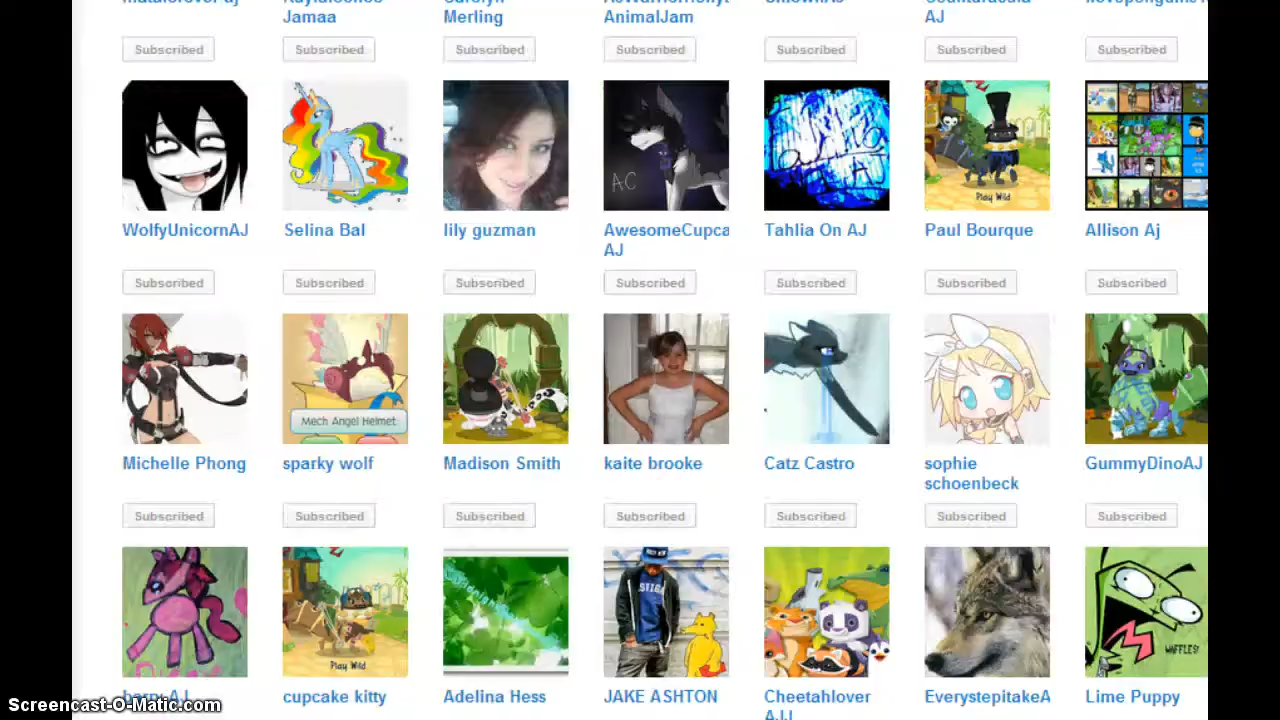 Jamaa
Merling
AnimalJam
AJ
Subscribed Subscribed Subscribed Subscribed Subscribed Subscribed Subscribed
AC
Play Wild
WolfyUnicornAJ Selina Bal lily guzman AwesomeCupca Tahlia On AJ Paul Bourque Allison Aj
AJ
Subscribed Subscribed Subscribed Subscribed Subscribed Subscribed Subscribed
Mech Angel Helmet
Michelle Phong sparky wolf Madison Smith kaite brooke Catz Castro sophie GummyDinoAJ
schoenbeck
Subscribed Subscribed Subscribed Subscribed Subscribed Subscribed Subscribed
WAFFLES!
Play Wild
cupcake kitty Adelina Hess JAKE ASHTON Cheetahlover EverystepitakeA Lime Puppy
AJJ
Screencast-O-Matic.com